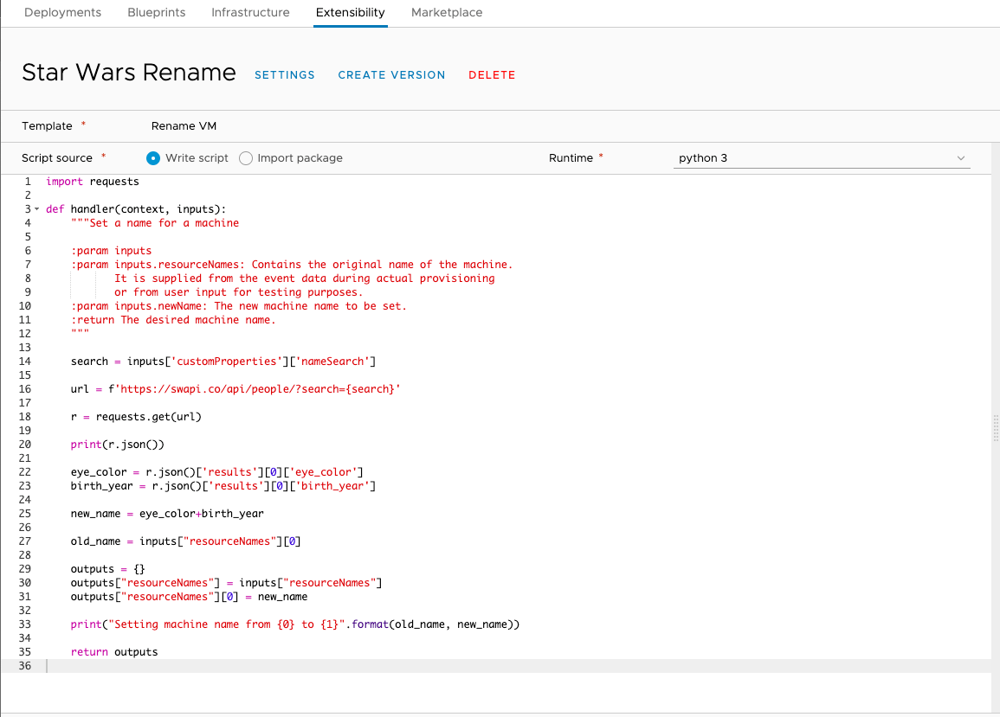 Deployments Blueprints Infrastructure Extensibility Marketplace
Star Wars Rename SETTINGS CREATE VERSION DELETE
Template * Rename VM
Script source * Write script Import package Runtime * python 3
1 import requests
2
3 def handler(context, inputs):
4     """Set a name for a machine
5
6     :param inputs
7     :param inputs.resourceNames: Contains the original name of the machine.
8            It is supplied from the event data during actual provisioning
9            or from user input for testing purposes.
10     :param inputs.newName: The new machine name to be set.
11     :return The desired machine name.
12     """
13
14     search = inputs['customProperties']['nameSearch']
15
16     url = f'https://swapi.co/api/people/?search={search}'
17
18     r = requests.get(url)
19
20     print(r.json())
21
22     eye_color = r.json()['results'][0]['eye_color']
23     birth_year = r.json()['results'][0]['birth_year']
24
25     new_name = eye_color+birth_year
26
27     old_name = inputs["resourceNames"][0]
28
29     outputs = {}
30     outputs["resourceNames"] = inputs["resourceNames"]
31     outputs["resourceNames"][0] = new_name
32
33     print("Setting machine name from {0} to {1}".format(old_name, new_name))
34
35     return outputs
36